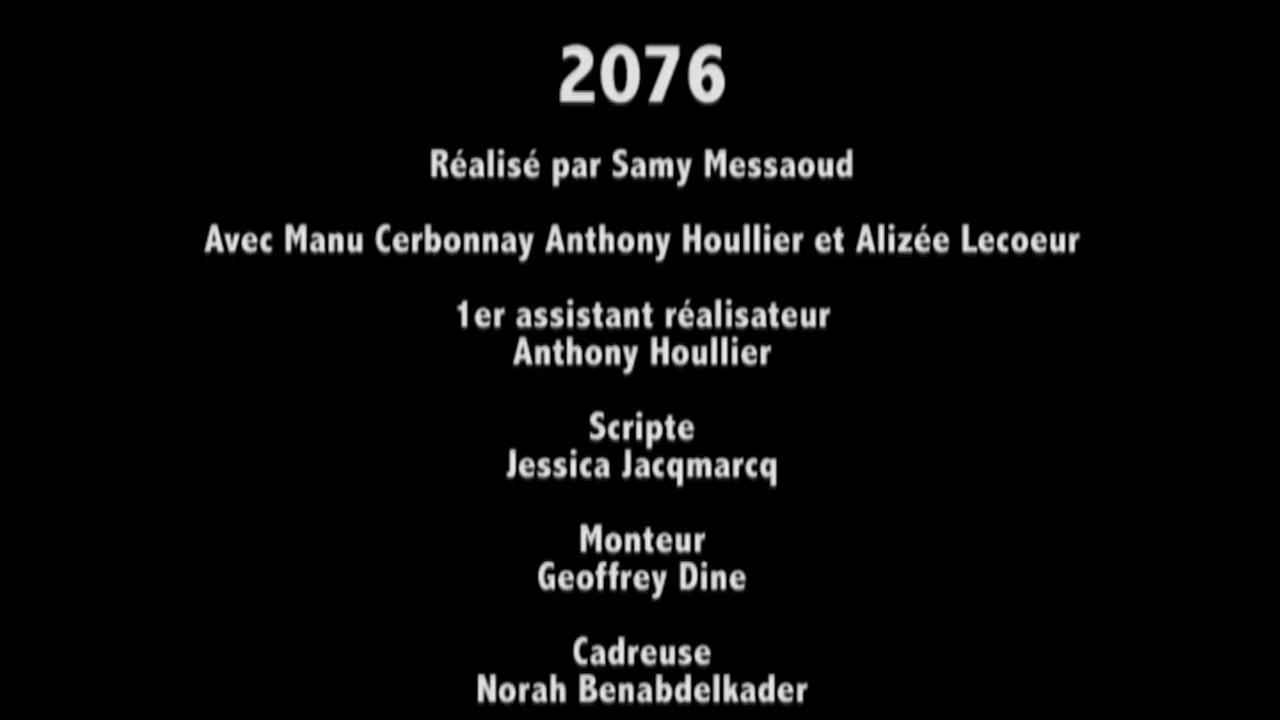 2076
Réalisé par Samy Messaoud
Avec Manu Cerbonnay Anthony Houllier et Alizée Lecoeur
1er assistant réalisateur
Anthony Houllier
Scripte
Jessica Jacqmarcq
Monteur
Geoffrey Dine
Cadreuse
Norah Benabdelkader